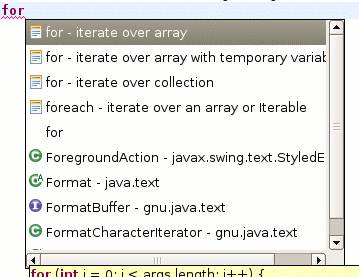 for
for - iterate over array
for - iterate over array with temporary variab
for - iterate over collection
foreach - iterate over an array or Iterable
for
ForegroundAction - javax.swing.text.StyledE
Format - java.text
FormatBuffer - gnu.java.text
FormatCharacterIterator - gnu.java.text
for (int i = 0; i < args.length; i++) {